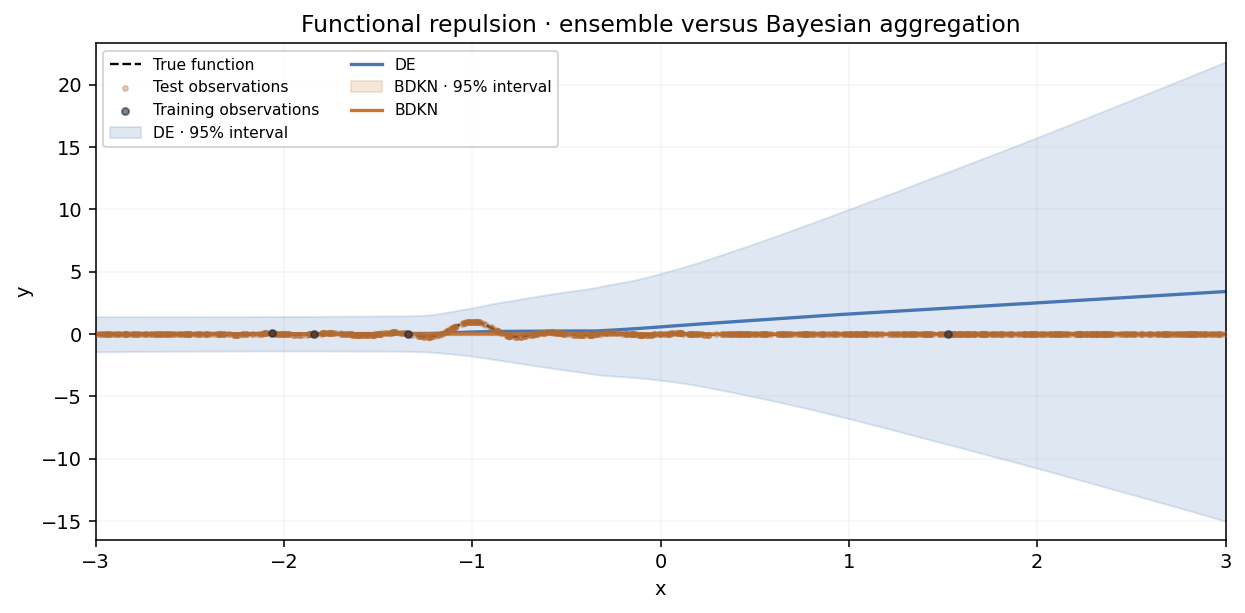 Functional repulsion · ensemble versus Bayesian aggregation
True function
Test observations
Training observations
DE · 95% interval
DE
BDKN · 95% interval
BDKN
20
15
10
5
0
−5
−10
−15
y
−3
−2
−1
0
1
2
3
x